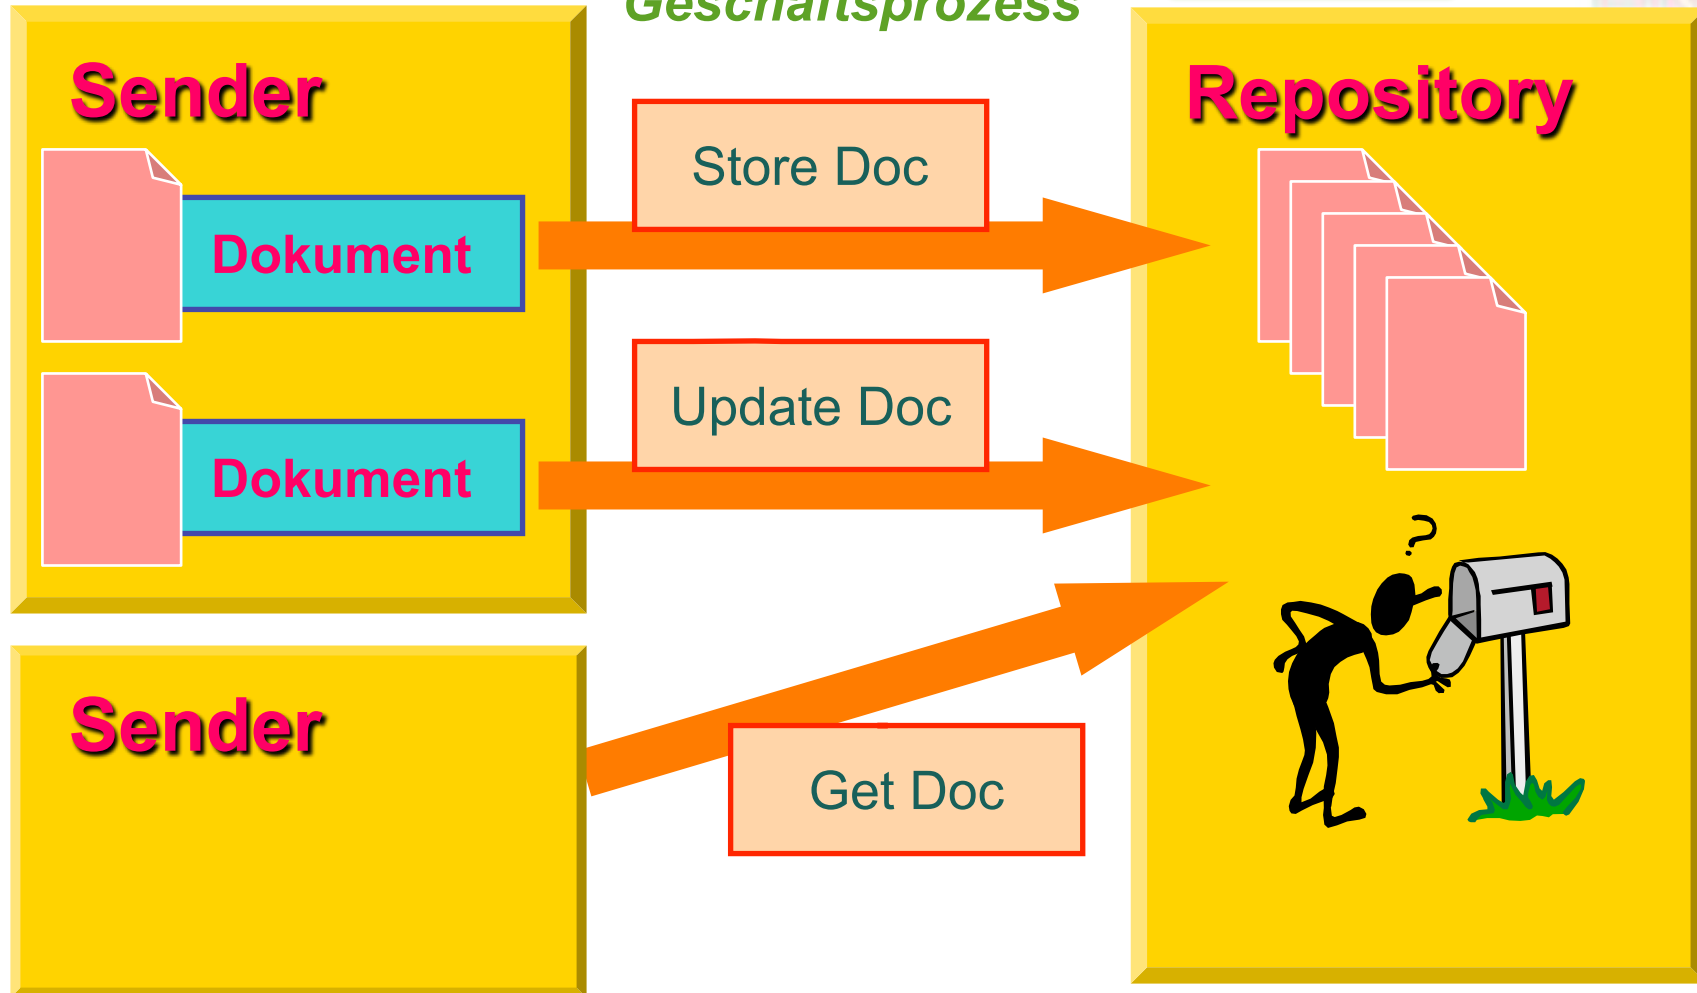 Geschäftsprozess
Sender
Repository
Store Doc
Dokument
Update Doc
Dokument
?
Sender
Get Doc